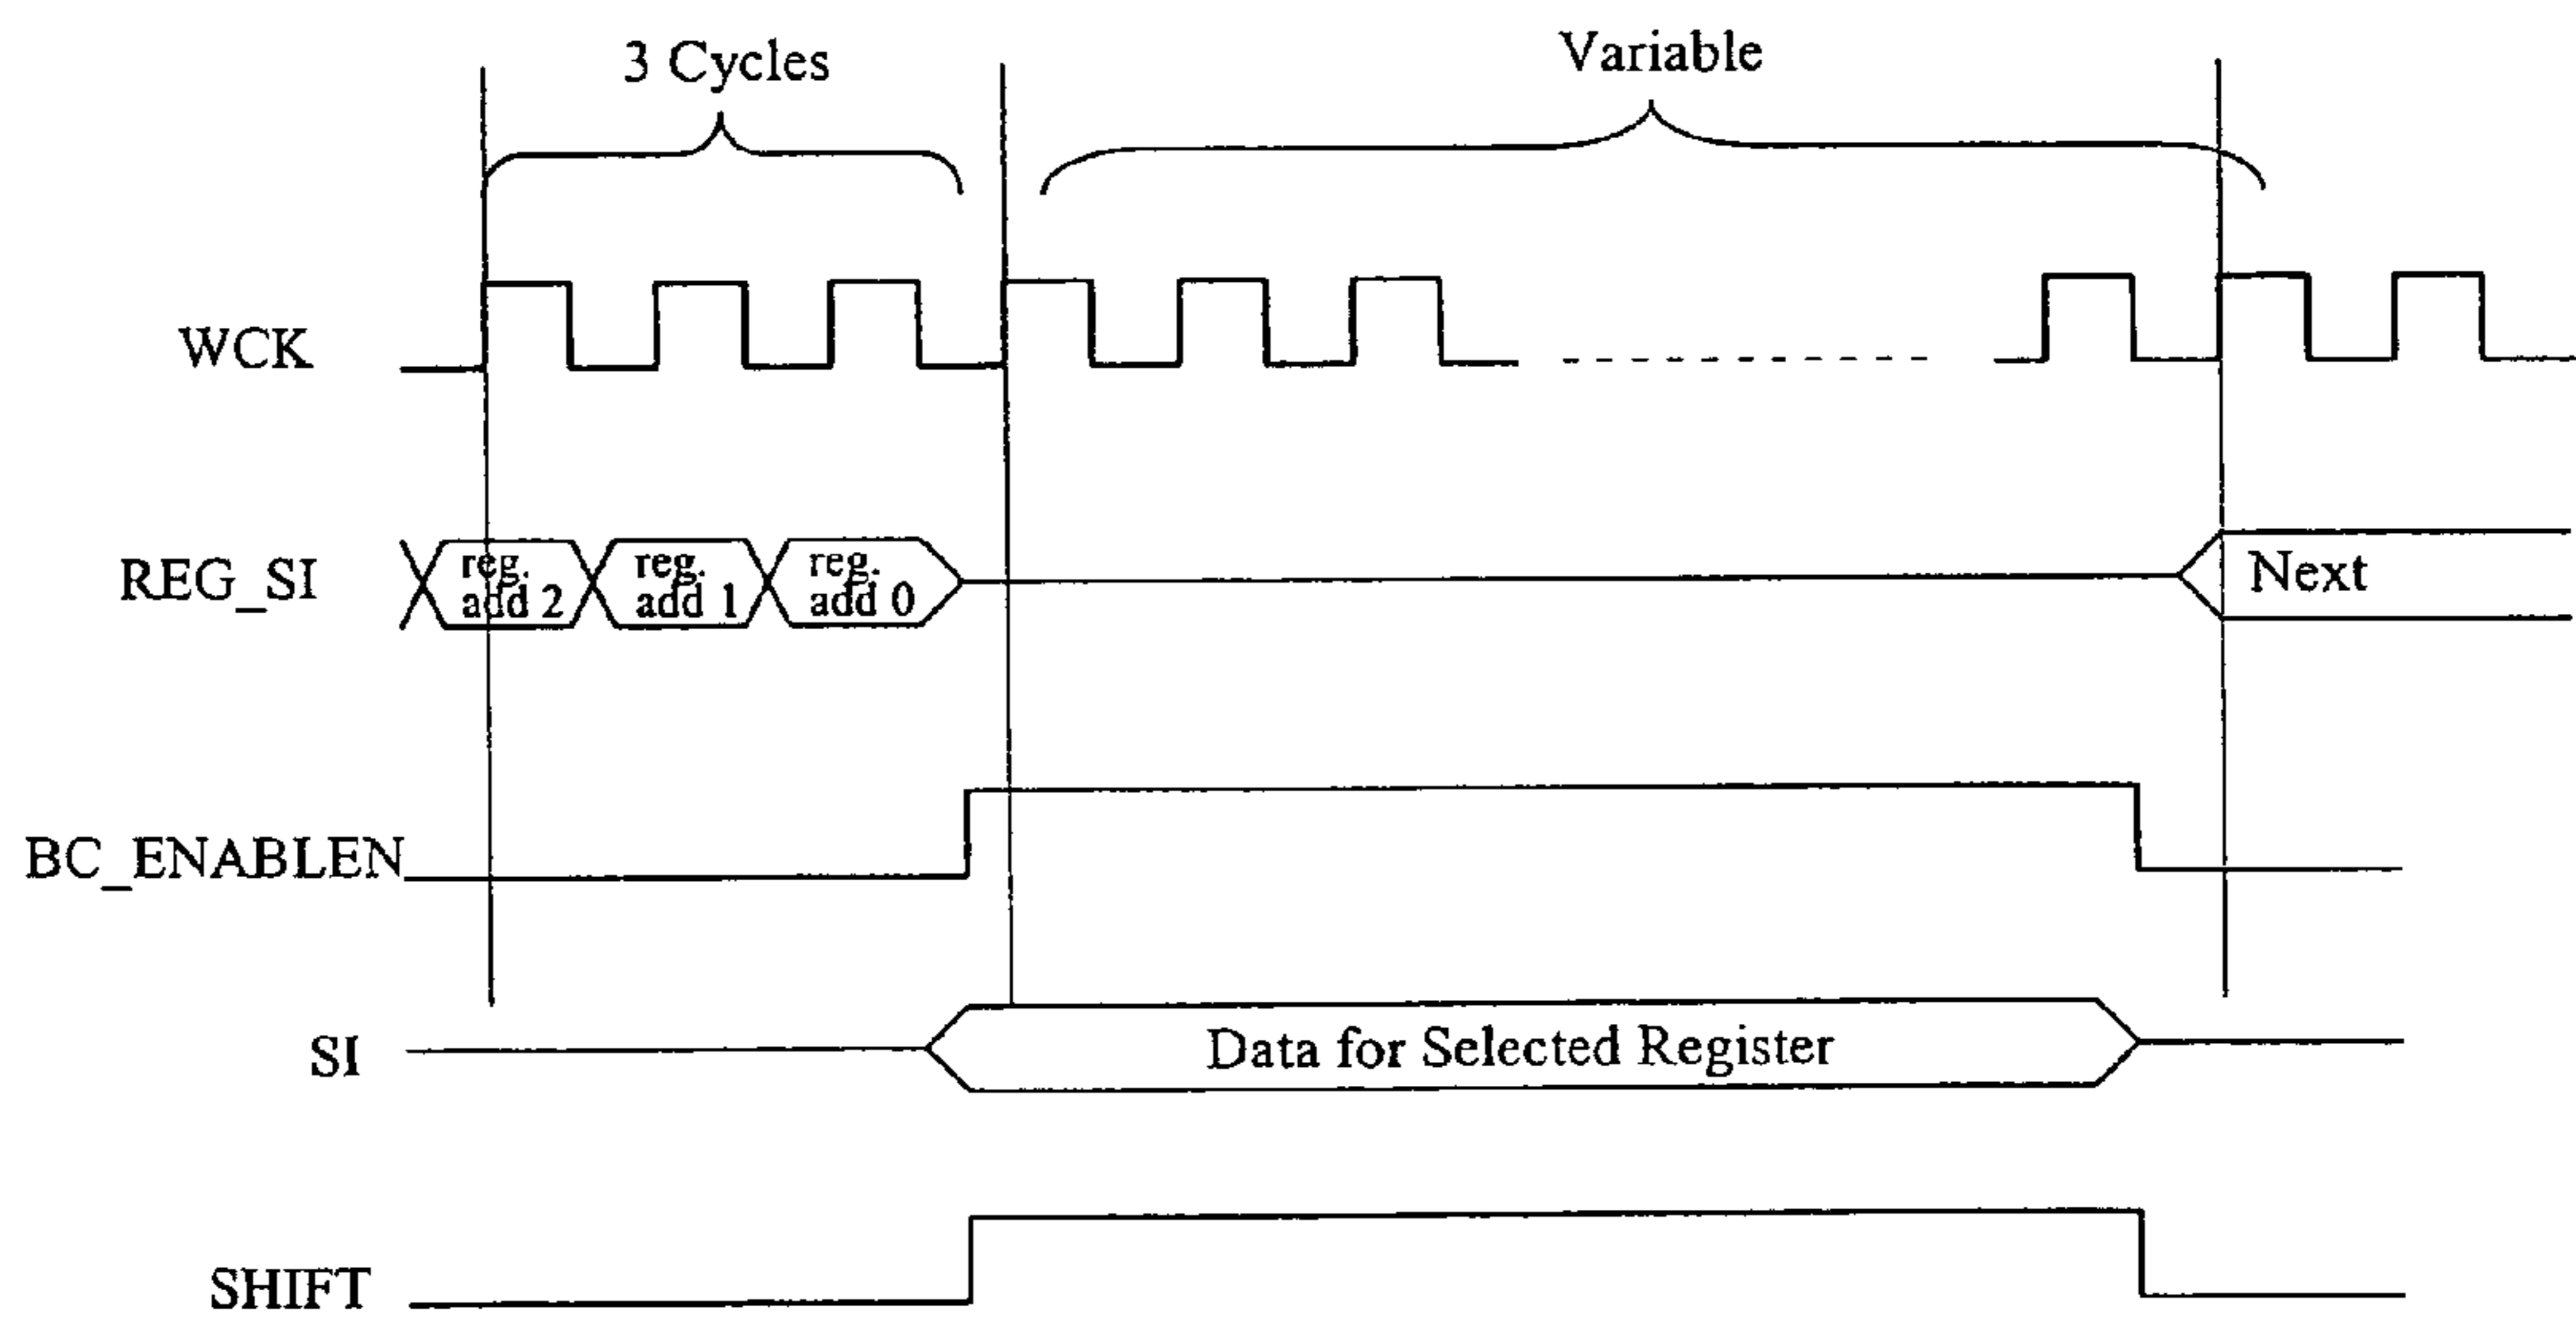 3 Cycles
Variable
WCK
REG_SI
reg.
add 2
reg.
add 1
reg.
add 0
Next
BC_ENABLEN
SI
Data for Selected Register
SHIFT